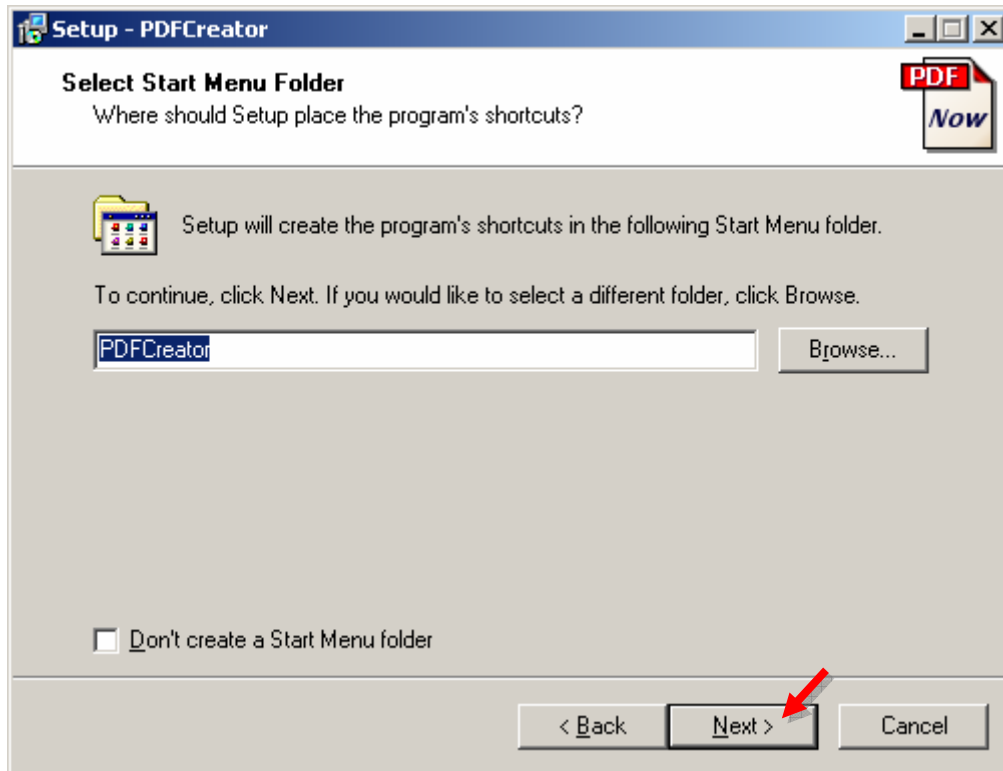 Setup - PDFCreator
Select Start Menu Folder
Where should Setup place the program's shortcuts?
PDF
Now
Setup will create the program's shortcuts in the following Start Menu folder.
To continue, click Next. If you would like to select a different folder, click Browse.
PDFCreator
Browse...
Don't create a Start Menu folder
< Back
Next >
Cancel